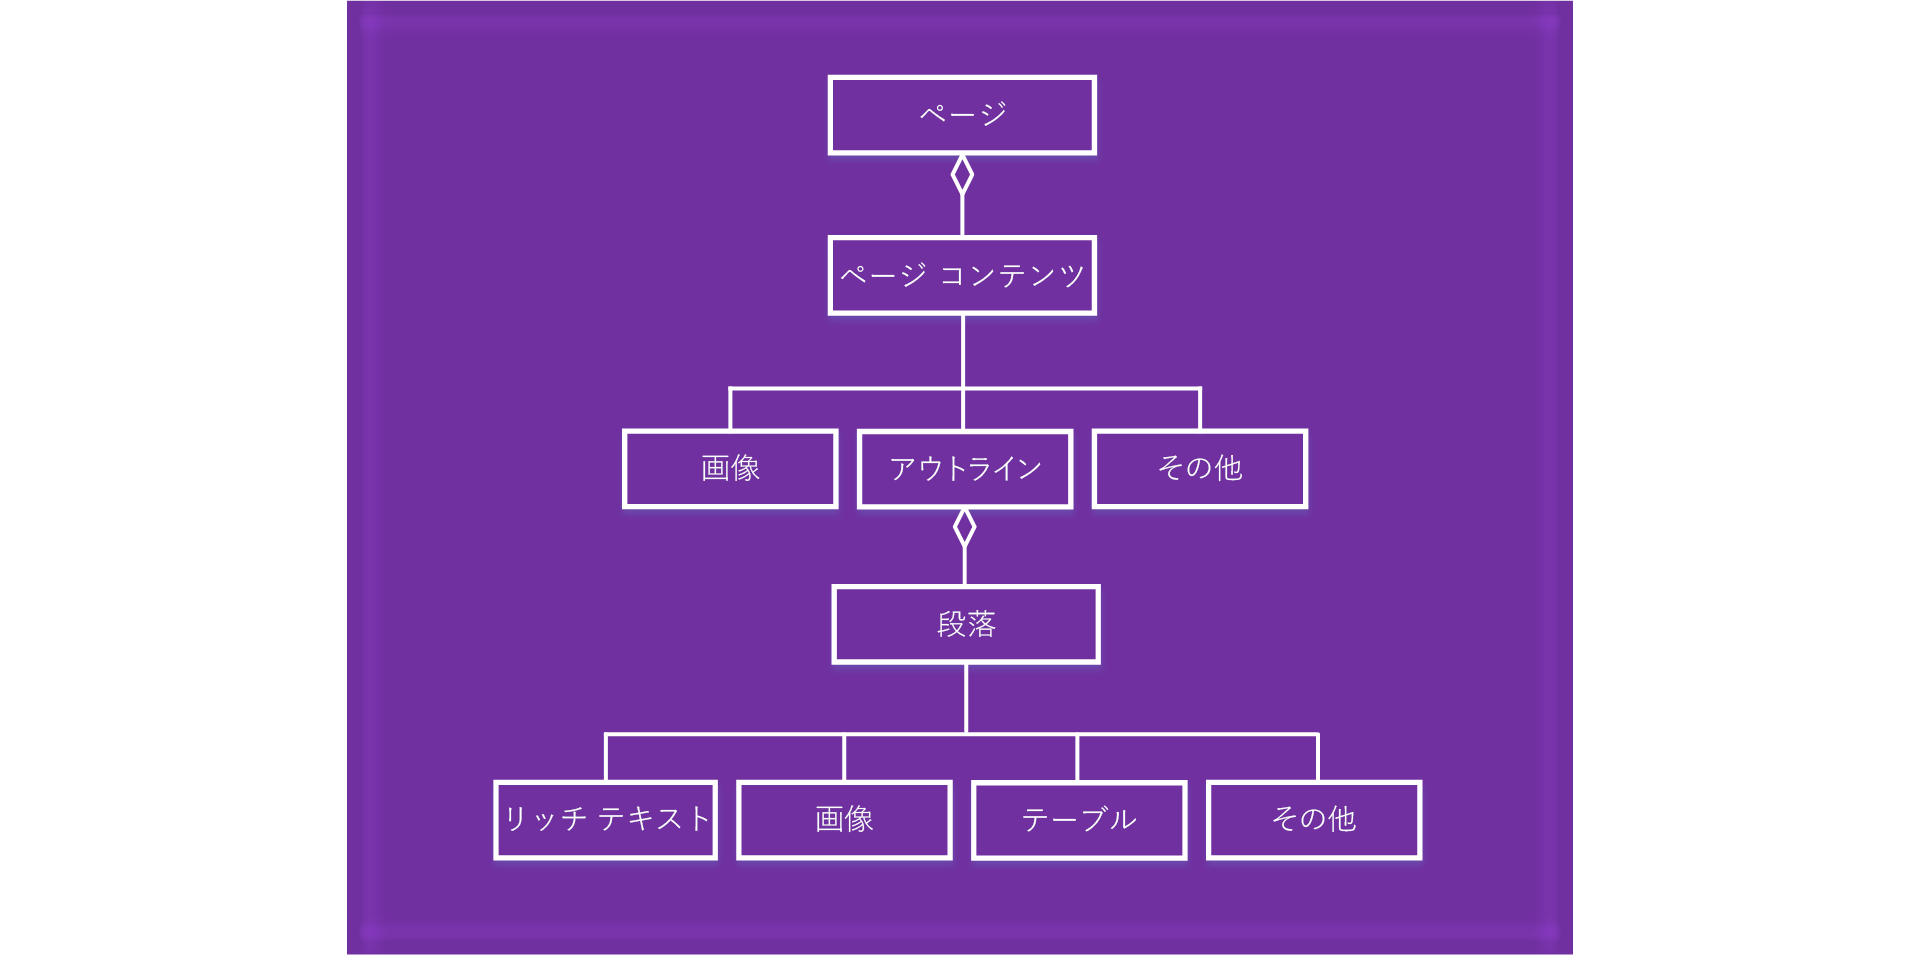 ページ
ページ コンテンツ
画像
アウトライン
その他
段落
リッチ テキスト
画像
テーブル
その他